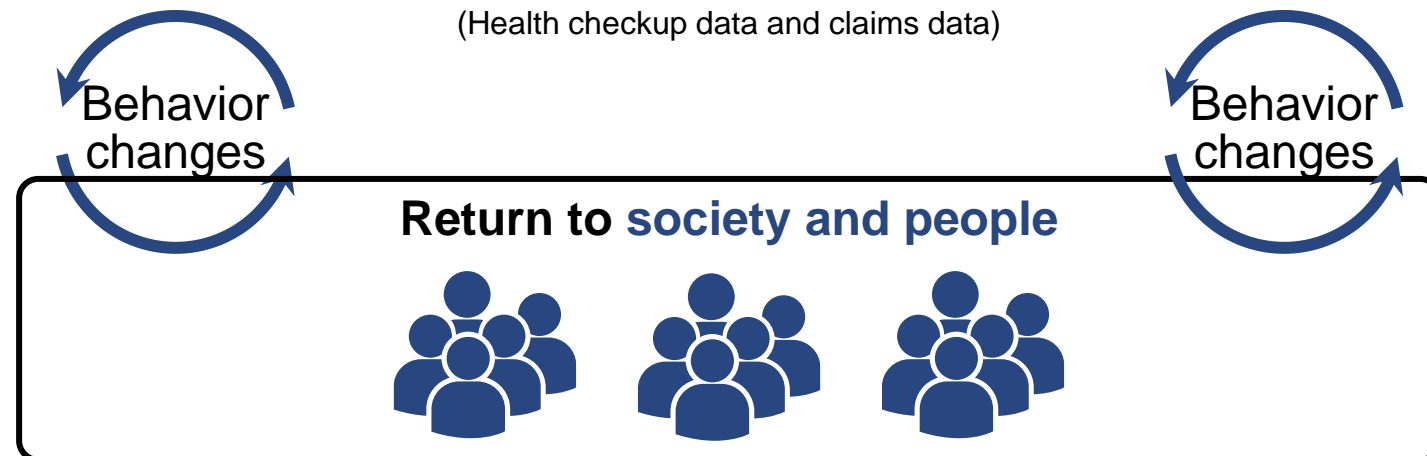 (Health checkup data and claims data)
Behavior
changes
Behavior
changes
Return to society and people